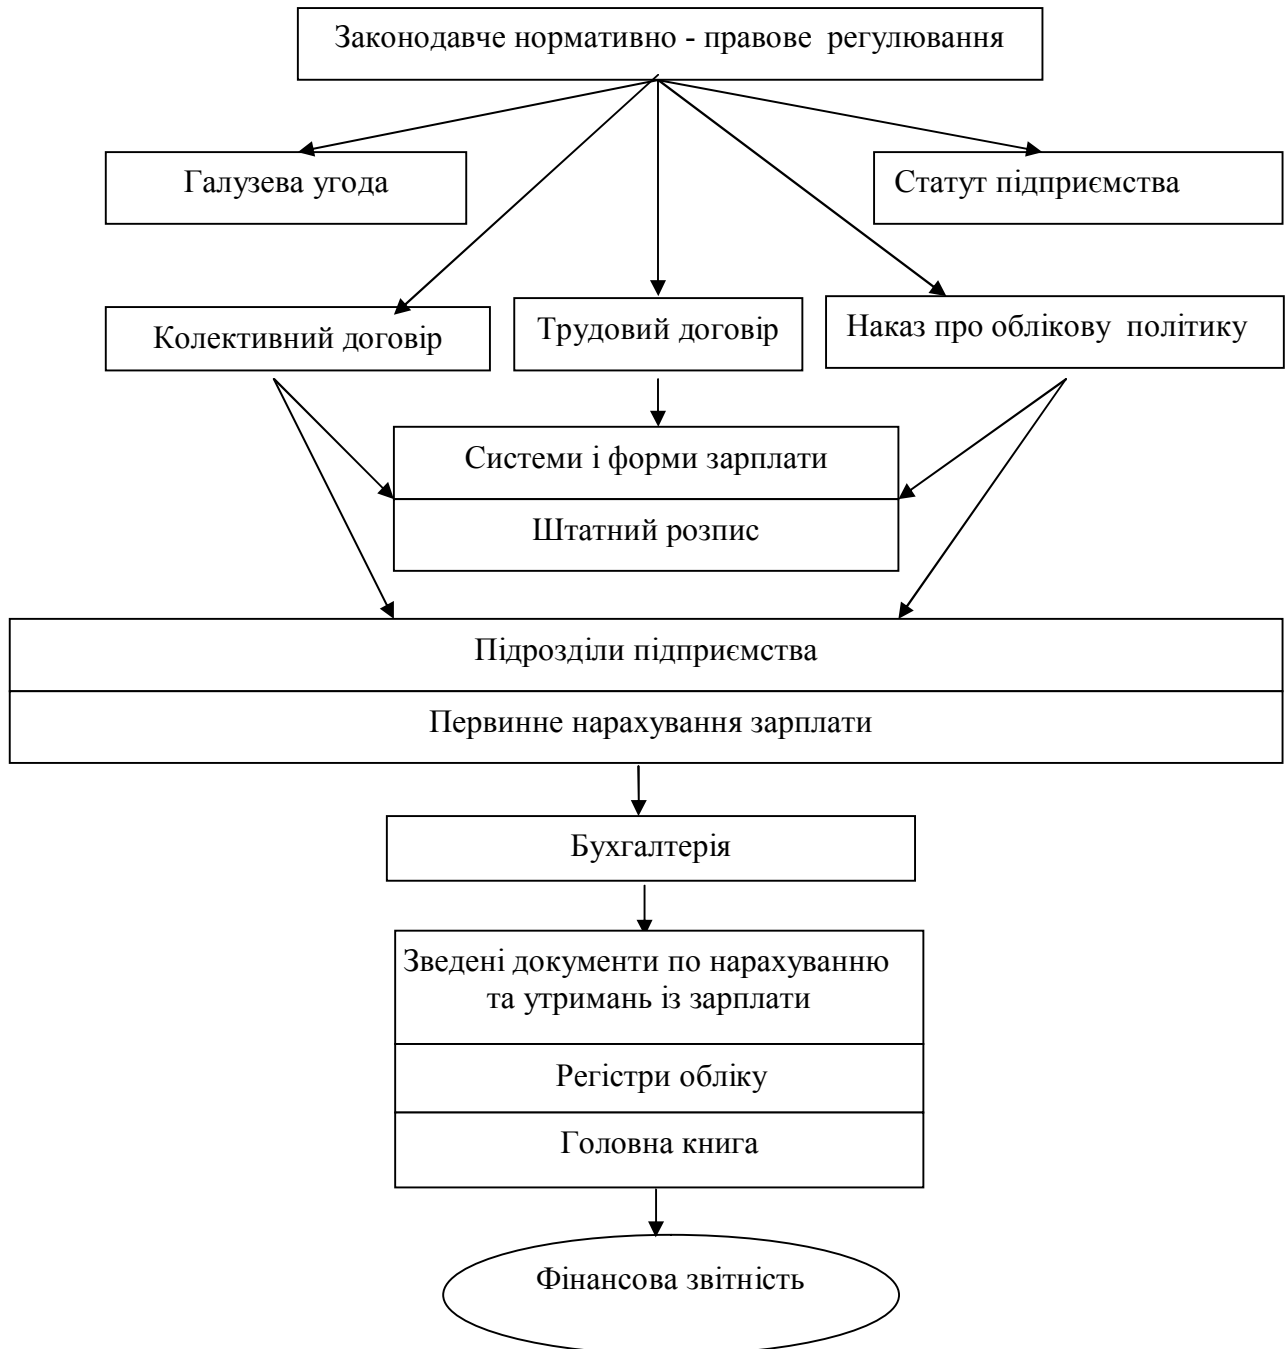 Законодавче нормативно - правове регулювання
Галузева угода
Статут підприємства
Колективний договір
Трудовий договір
Наказ про облікову політику
Системи і форми зарплати
Штатний розпис
Підрозділи підприємства
Первинне нарахування зарплати
Бухгалтерія
Зведені документи по нарахуванню
та утримань із зарплати
Регістри обліку
Головна книга
Фінансова звітність